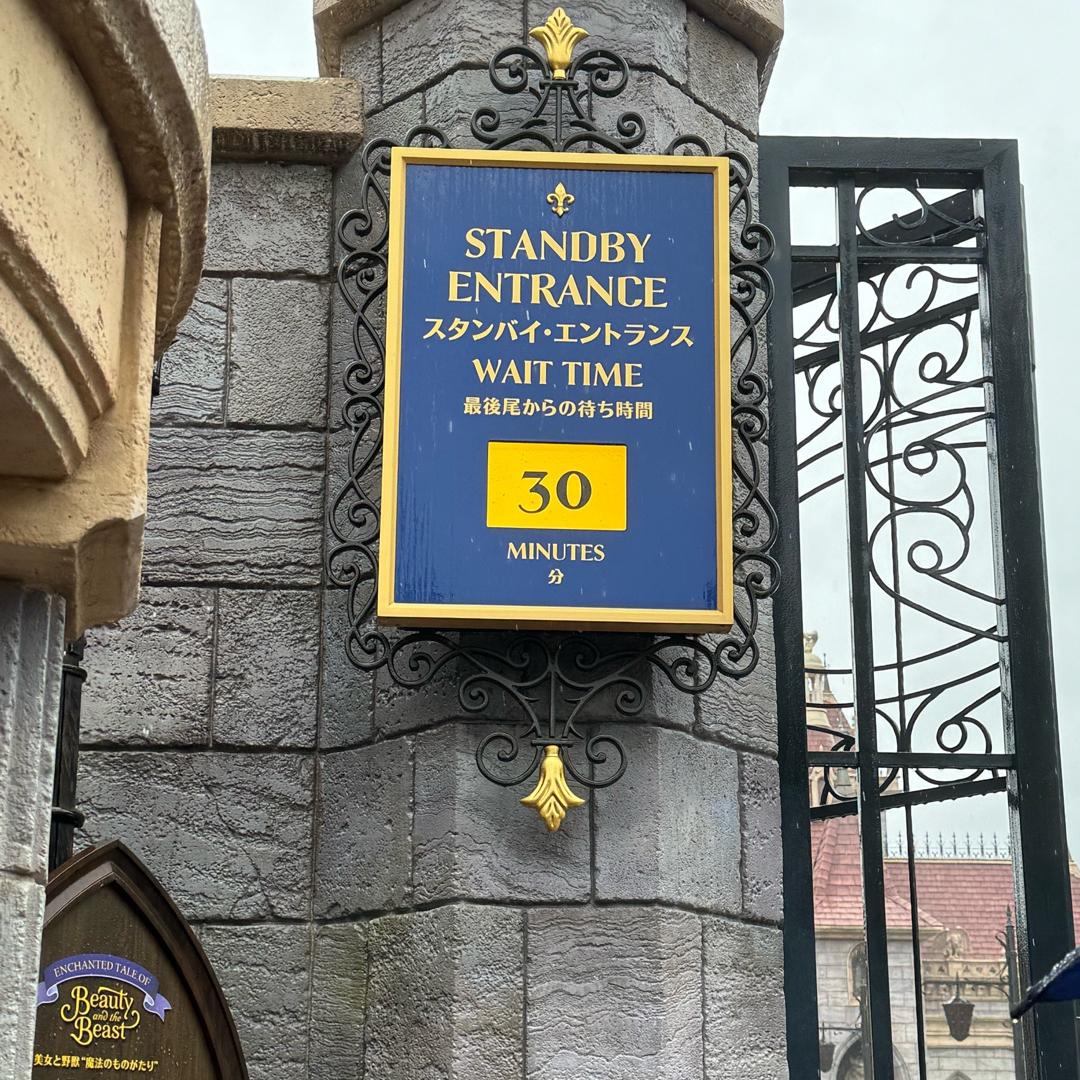 STANDBY
ENTRANCE
スタンバイ・エントランス
WAIT TIME
最後尾からの待ち時間
30
MINUTES
分
ENCHANTED TALE OF
Beauty
and the
Beast
美女と野獣“魔法のものがたり”